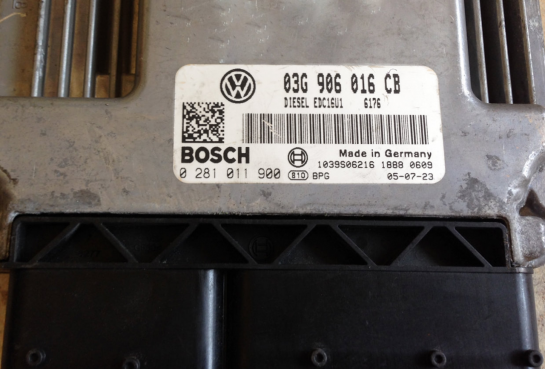 03G 906 016 CB
DIESEL EDC16U1 6176
BOSCH
Made in Germany
1039S06216 1888 0609
0 281 011 900 810 BPG 05-07-23